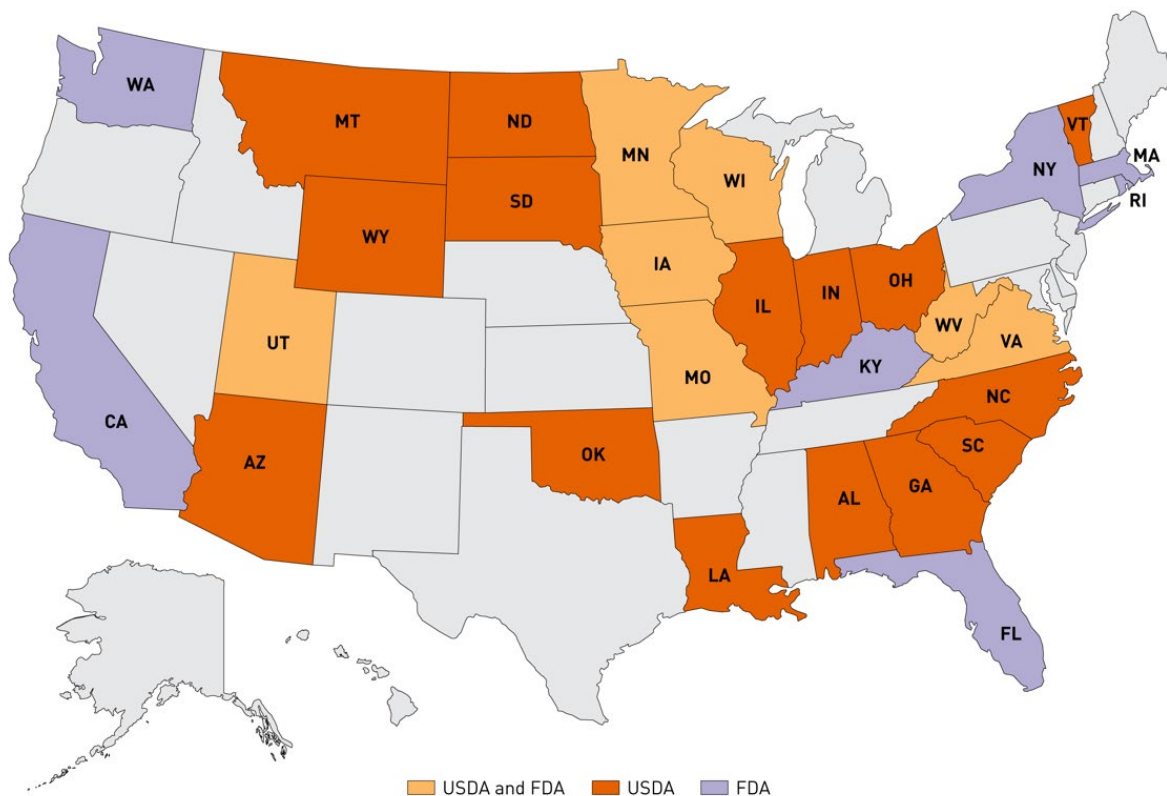 WA
MT
ND
MN
VT
MA
NY
WI
SD
RI
WY
IA
OH
IL
IN
UT
WV
VA
KY
MO
NC
CA
OK
SC
AZ
GA
AL
LA
FL
USDA and FDA
USDA
FDA